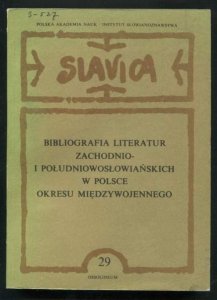 S-527
POLSKA AKADEMIA NAUK · INSTYTUT SŁOWIANOZNAWSTWA
SLAVICA
BIBLIOGRAFIA LITERATUR
ZACHODNIO-
I POŁUDNIOWOSŁOWIAŃSKICH
W POLSCE
OKRESU MIĘDZYWOJENNEGO
29
OSSOLINEUM